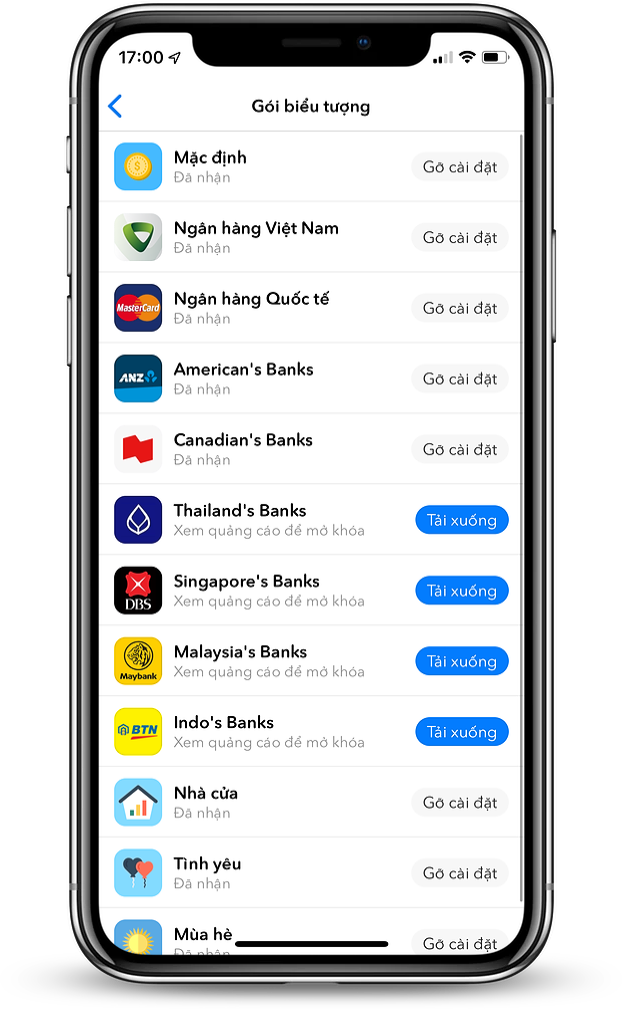 17:00
Gói biểu tượng
Mặc định
Đã nhận
Gỡ cài đặt
Ngân hàng Việt Nam
Đã nhận
Gỡ cài đặt
MasterCard
Ngân hàng Quốc tế
Đã nhận
Gỡ cài đặt
ANZ
American's Banks
Đã nhận
Gỡ cài đặt
Canadian's Banks
Đã nhận
Gỡ cài đặt
Thailand's Banks
Xem quảng cáo để mở khóa
Tải xuống
DBS
Singapore's Banks
Xem quảng cáo để mở khóa
Tải xuống
Maybank
Malaysia's Banks
Xem quảng cáo để mở khóa
Tải xuống
BTN
Indo's Banks
Xem quảng cáo để mở khóa
Tải xuống
Nhà cửa
Đã nhận
Gỡ cài đặt
Tình yêu
Đã nhận
Gỡ cài đặt
Mùa hè
Đã nhận
Gỡ cài đặt